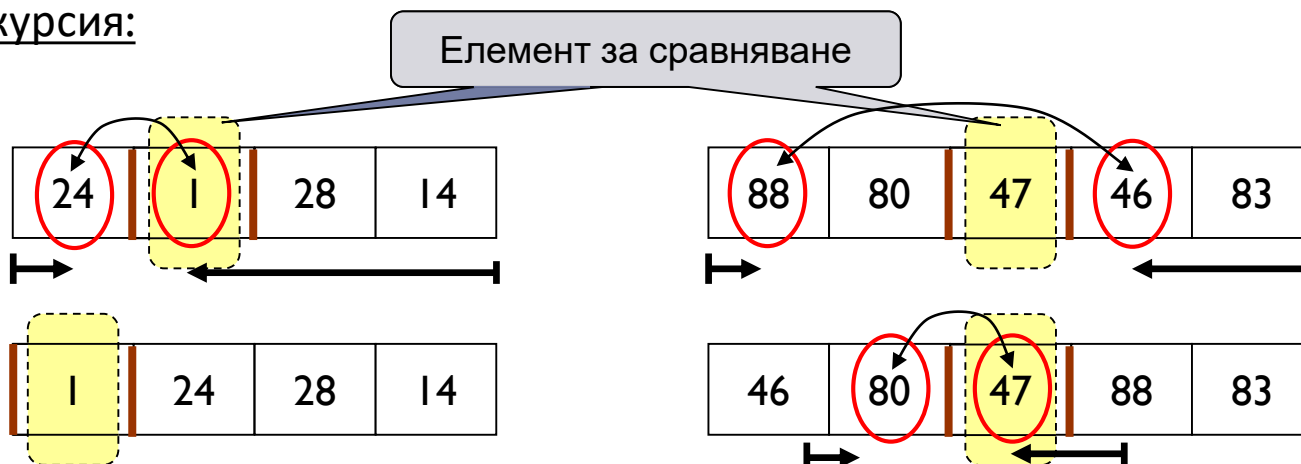 курсия:
Елемент за сравняване
24 1 28 14
88 80 47 46 83
1 24 28 14
46 80 47 88 83